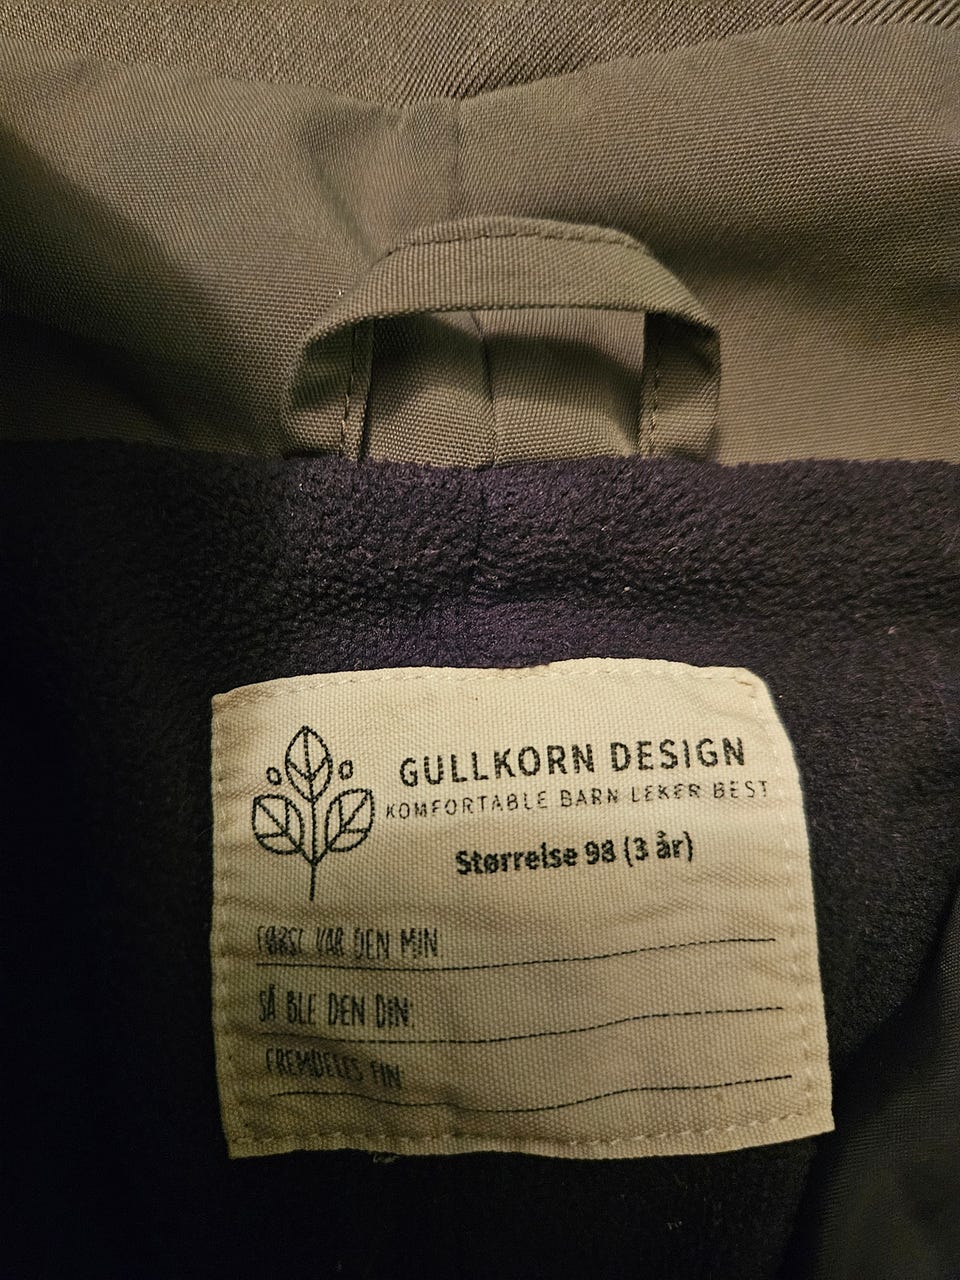 GULLKORN DESIGN
KOMFORTABLE BARN LEKER BEST
Størrelse 98 (3 år)
FØRST VAR DEN MIN
SÅ BLE DEN DIN:
FREMDELES FIN